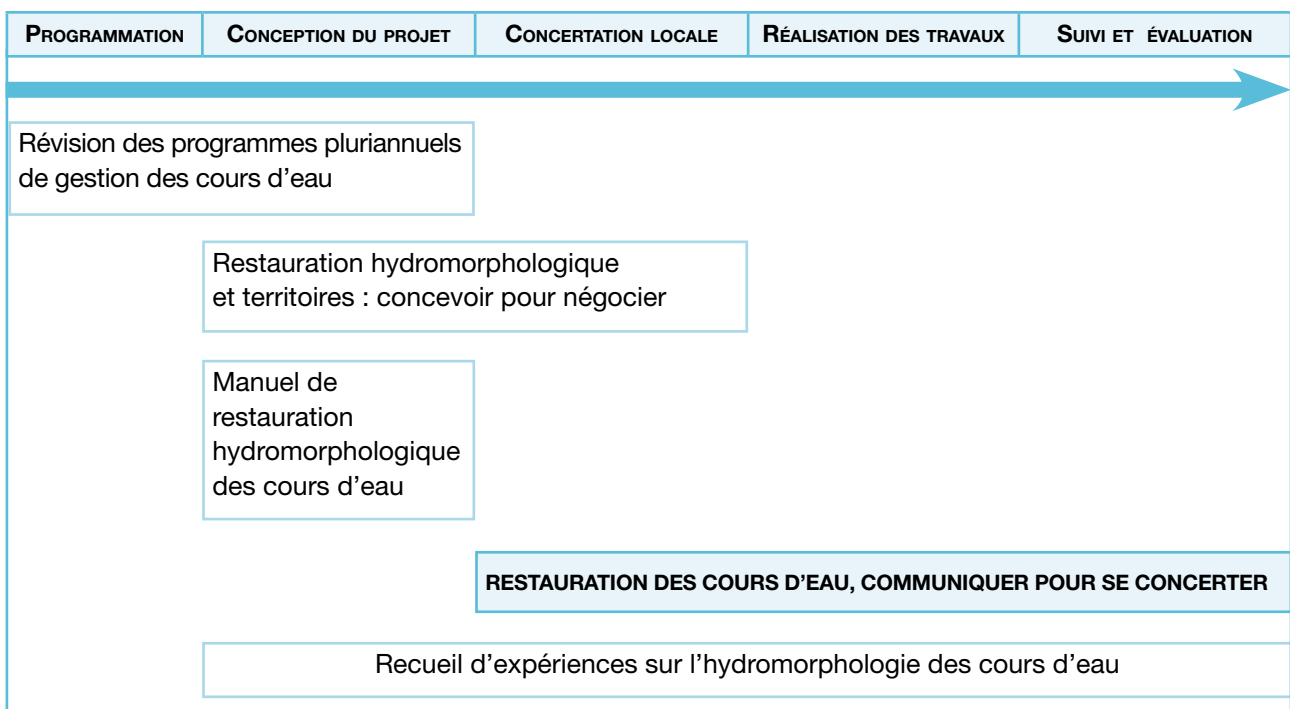 PROGRAMMATION CONCEPTION DU PROJET CONCERTATION LOCALE RÉALISATION DES TRAVAUX SUIVI ET ÉVALUATION
Révision des programmes pluriannuels
de gestion des cours d’eau
Restauration hydromorphologique
et territoires : concevoir pour négocier
Manuel de
restauration
hydromorphologique
des cours d’eau
RESTAURATION DES COURS D’EAU, COMMUNIQUER POUR SE CONCERTER
Recueil d’expériences sur l’hydromorphologie des cours d’eau